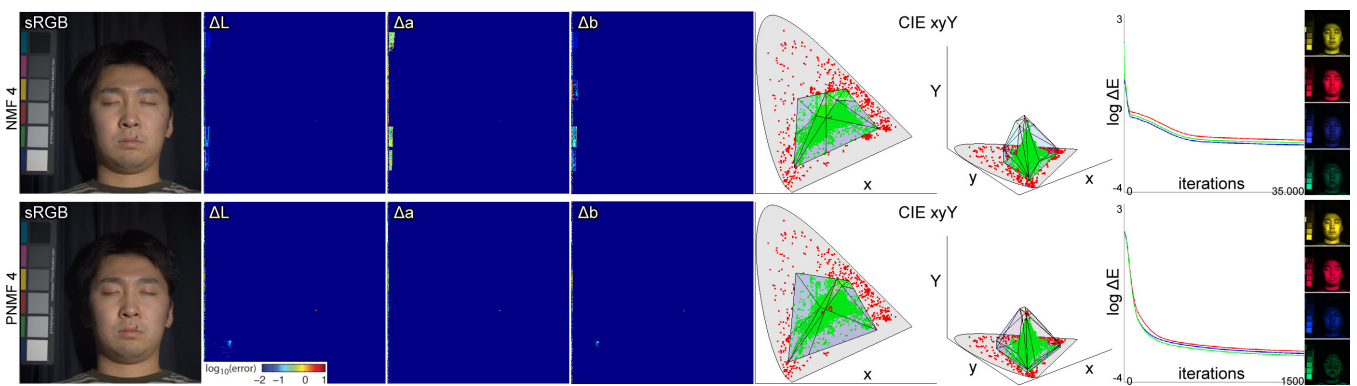 sRGB ΔL Δa Δb CIE xyY
NMF 4
Y
y
x
x
3
log ΔE
-4
0 iterations 35.000
sRGB ΔL Δa Δb CIE xyY
PNMF 4
log₁₀(error)
−2 −1 0 1
Y
y
x
x
3
log ΔE
-4
0 iterations 1500